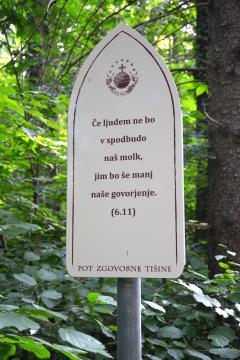 Če ljudem ne bo
v spodbudo
naš molk,
jim bo še manj
naše govorjenje.
(6.11)
POT ZGOVORNE TIŠINE